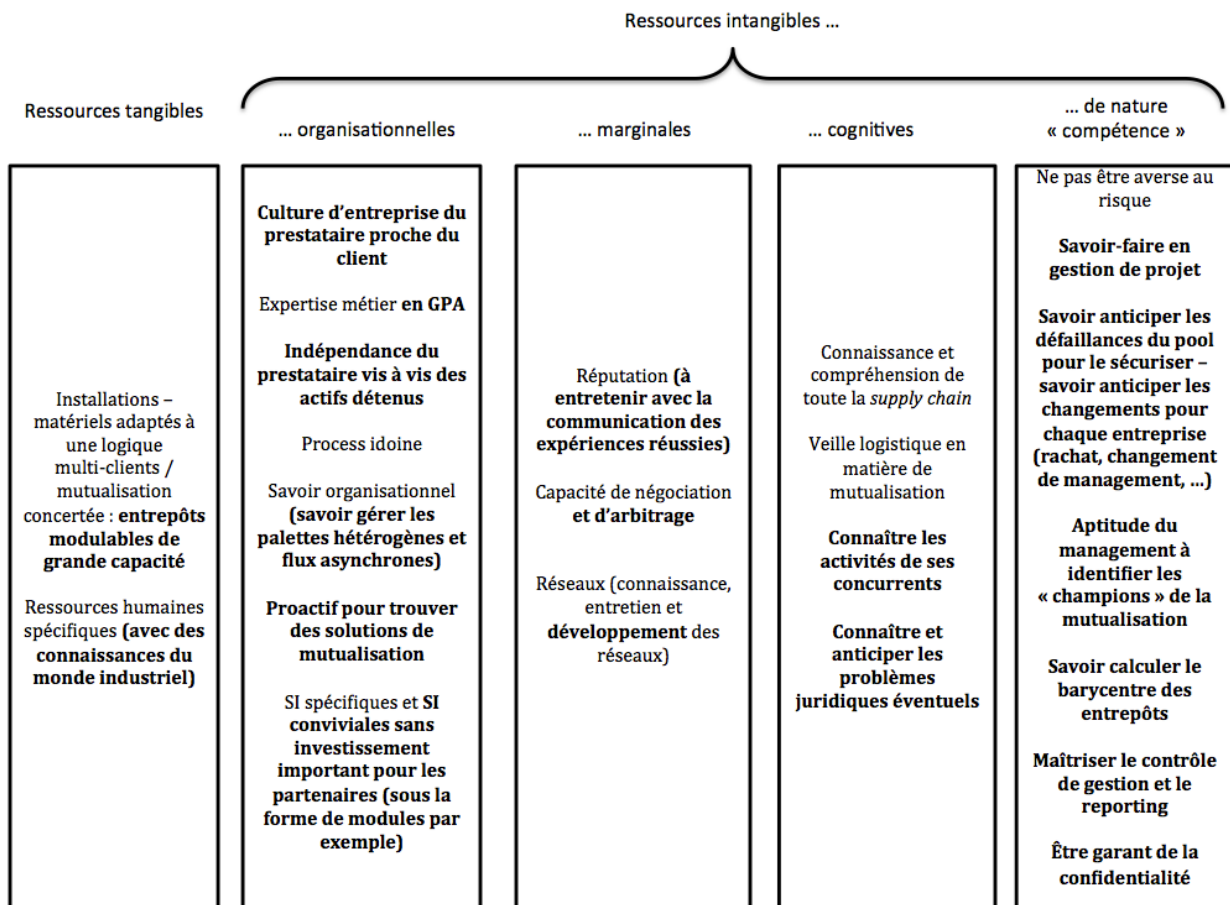 Ressources intangibles ...
Ressources tangibles
... organisationnelles
... marginales
... cognitives
... de nature
« compétence »
Installations –
matériels adaptés à
une logique
multi-clients /
mutualisation
concertée : entrepôts
modulables de
grande capacité
Ressources humaines
spécifiques (avec des
connaissances du
monde industriel)
Culture d'entreprise du
prestataire proche du
client
Expertise métier en GPA
Indépendance du
prestataire vis à vis des
actifs détenus
Process idoine
Savoir organisationnel
(savoir gérer les
palettes hétérogènes et
flux asynchrones)
Proactif pour trouver
des solutions de
mutualisation
SI spécifiques et SI
conviviales sans
investissement
important pour les
partenaires (sous la
forme de modules par
exemple)
Réputation (à
entretenir avec la
communication des
expériences réussies)
Capacité de négociation
et d'arbitrage
Réseaux (connaissance,
entretien et
développement des
réseaux)
Connaissance et
compréhension de
toute la supply chain
Veille logistique en
matière de
mutualisation
Connaître les
activités de ses
concurrents
Connaître et
anticiper les
problèmes
juridiques éventuels
Ne pas être averse au
risque
Savoir-faire en
gestion de projet
Savoir anticiper les
défaillances du pool
pour le sécuriser –
savoir anticiper les
changements pour
chaque entreprise
(rachat, changement
de management, ...)
Aptitude du
management à
identifier les
« champions » de la
mutualisation
Savoir calculer le
barycentre des
entrepôts
Maîtriser le contrôle
de gestion et le
reporting
Être garant de la
confidentialité